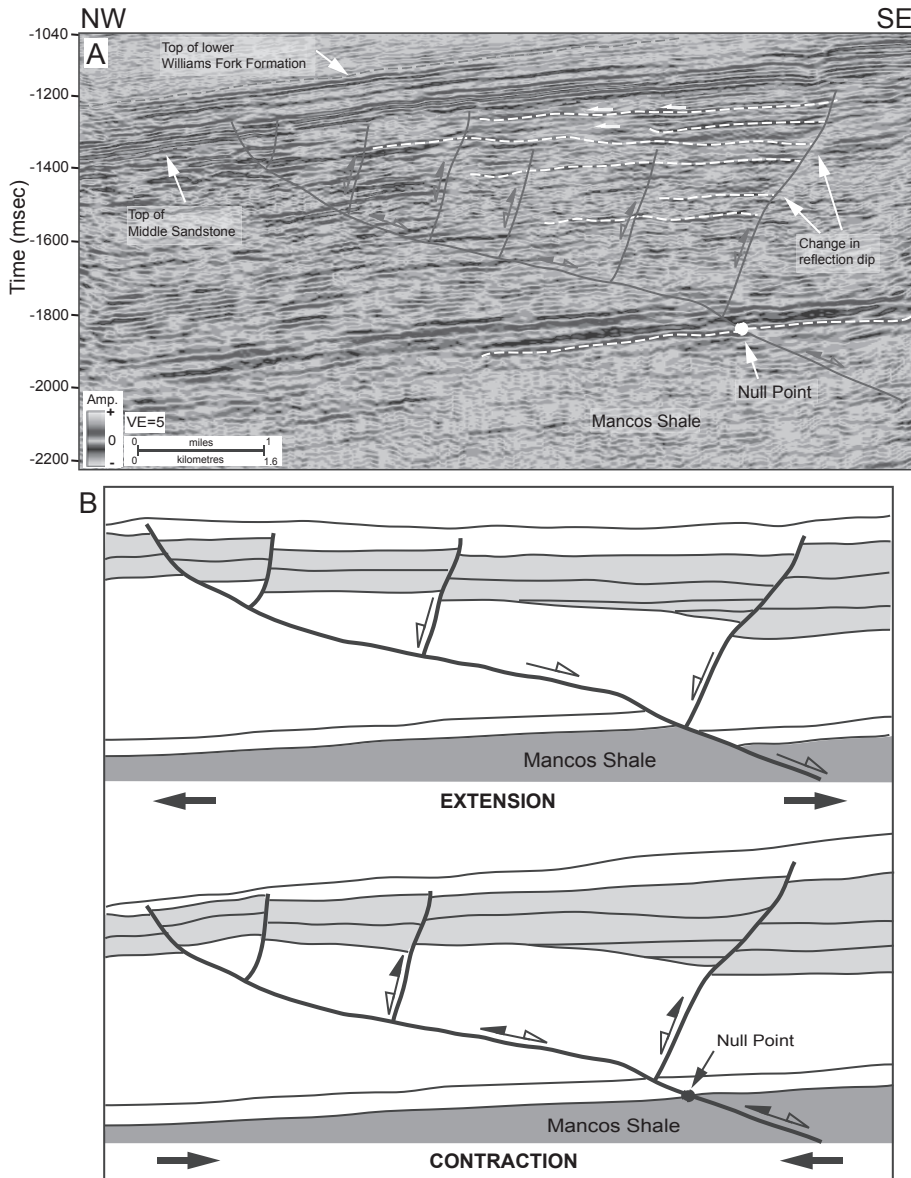 NW
SE
A
Time (msec)
-1040
-1200
-1400
-1600
-1800
-2000
-2200
Top of lower
Williams Fork Formation
Top of
Middle Sandstone
Change in
reflection dip
Null Point
Mancos Shale
Amp.
+
0
-
VE=5
0 miles 1
0 kilometres 1.6
B
Mancos Shale
EXTENSION
Null Point
Mancos Shale
CONTRACTION